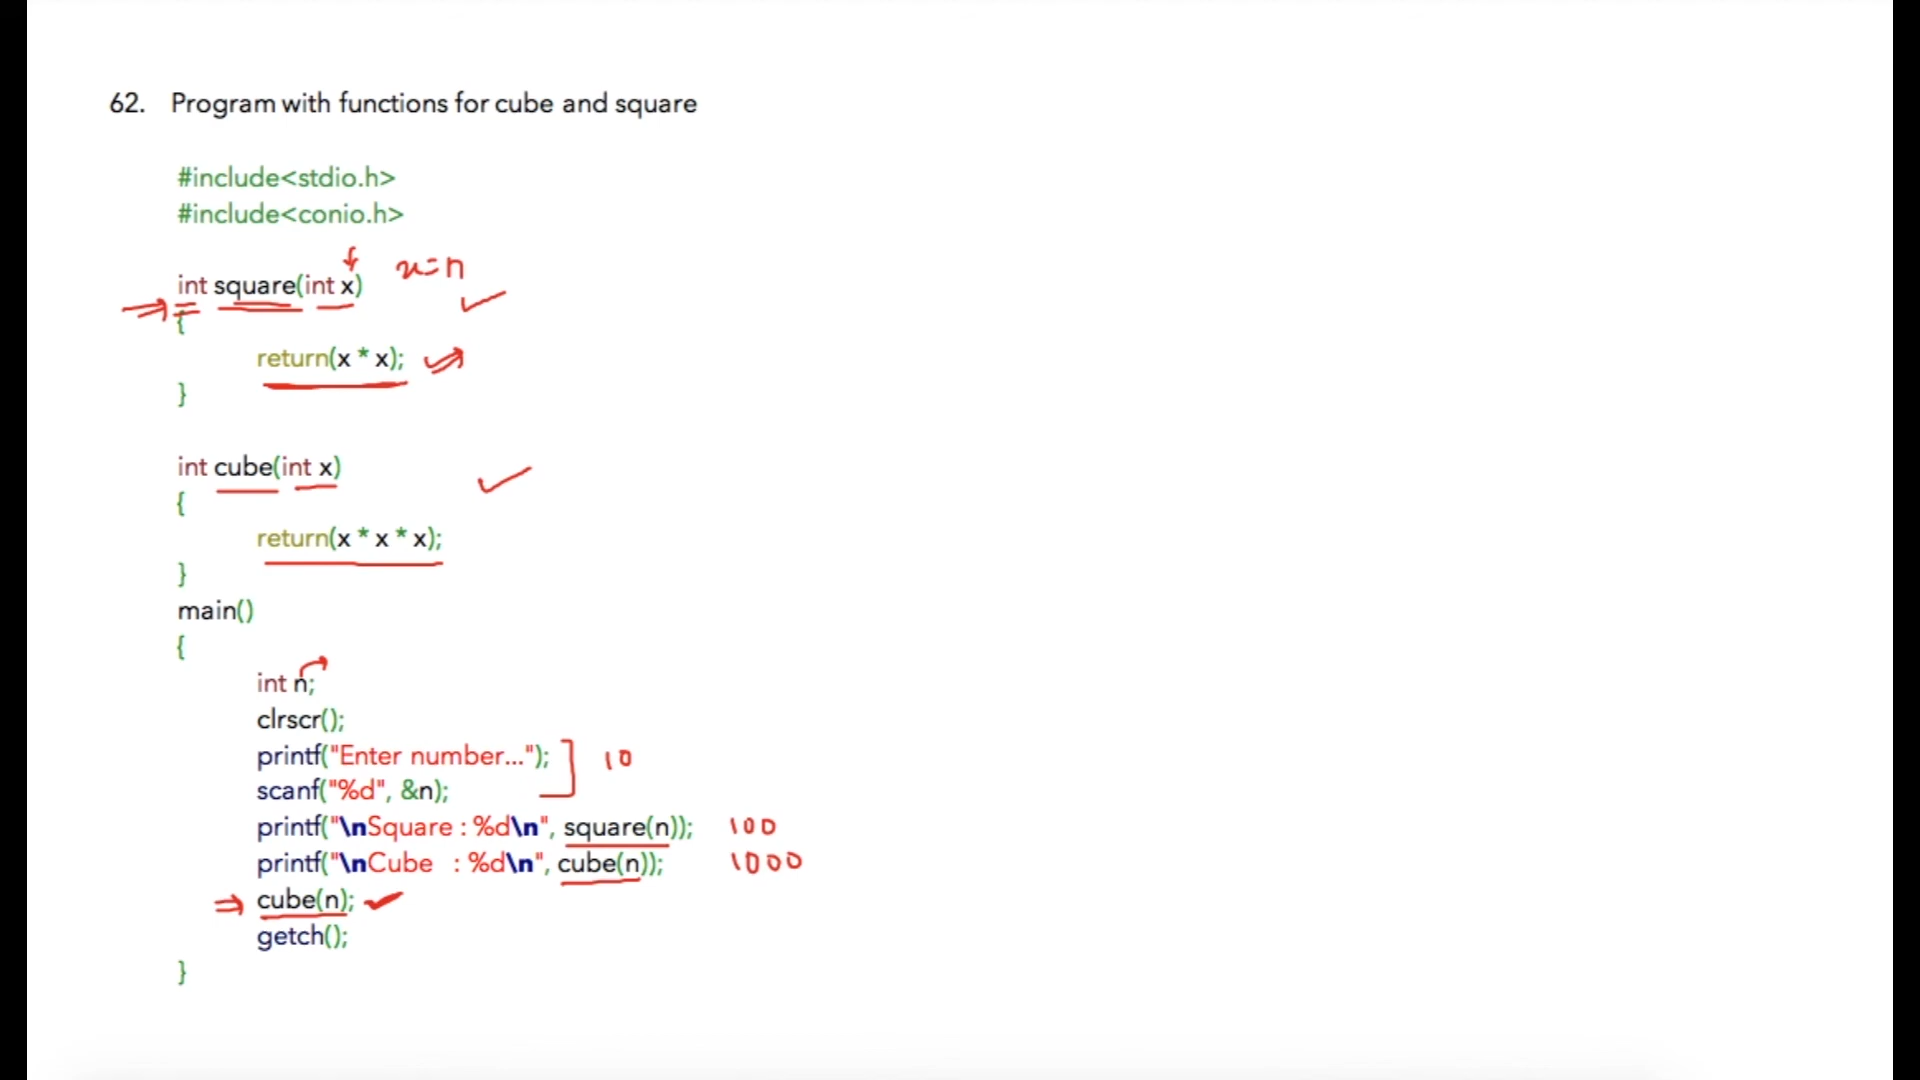 62. Program with functions for cube and square
#include<stdio.h>
#include<conio.h>
int square(int x) x=n
{
return(x * x);
}
int cube(int x)
{
return(x * x * x);
}
main()
{
int n;
clrscr();
printf("Enter number..."); 10
scanf("%d", &n);
printf("\nSquare : %d\n", square(n)); 100
printf("\nCube : %d\n", cube(n)); 1000
cube(n);
getch();
}